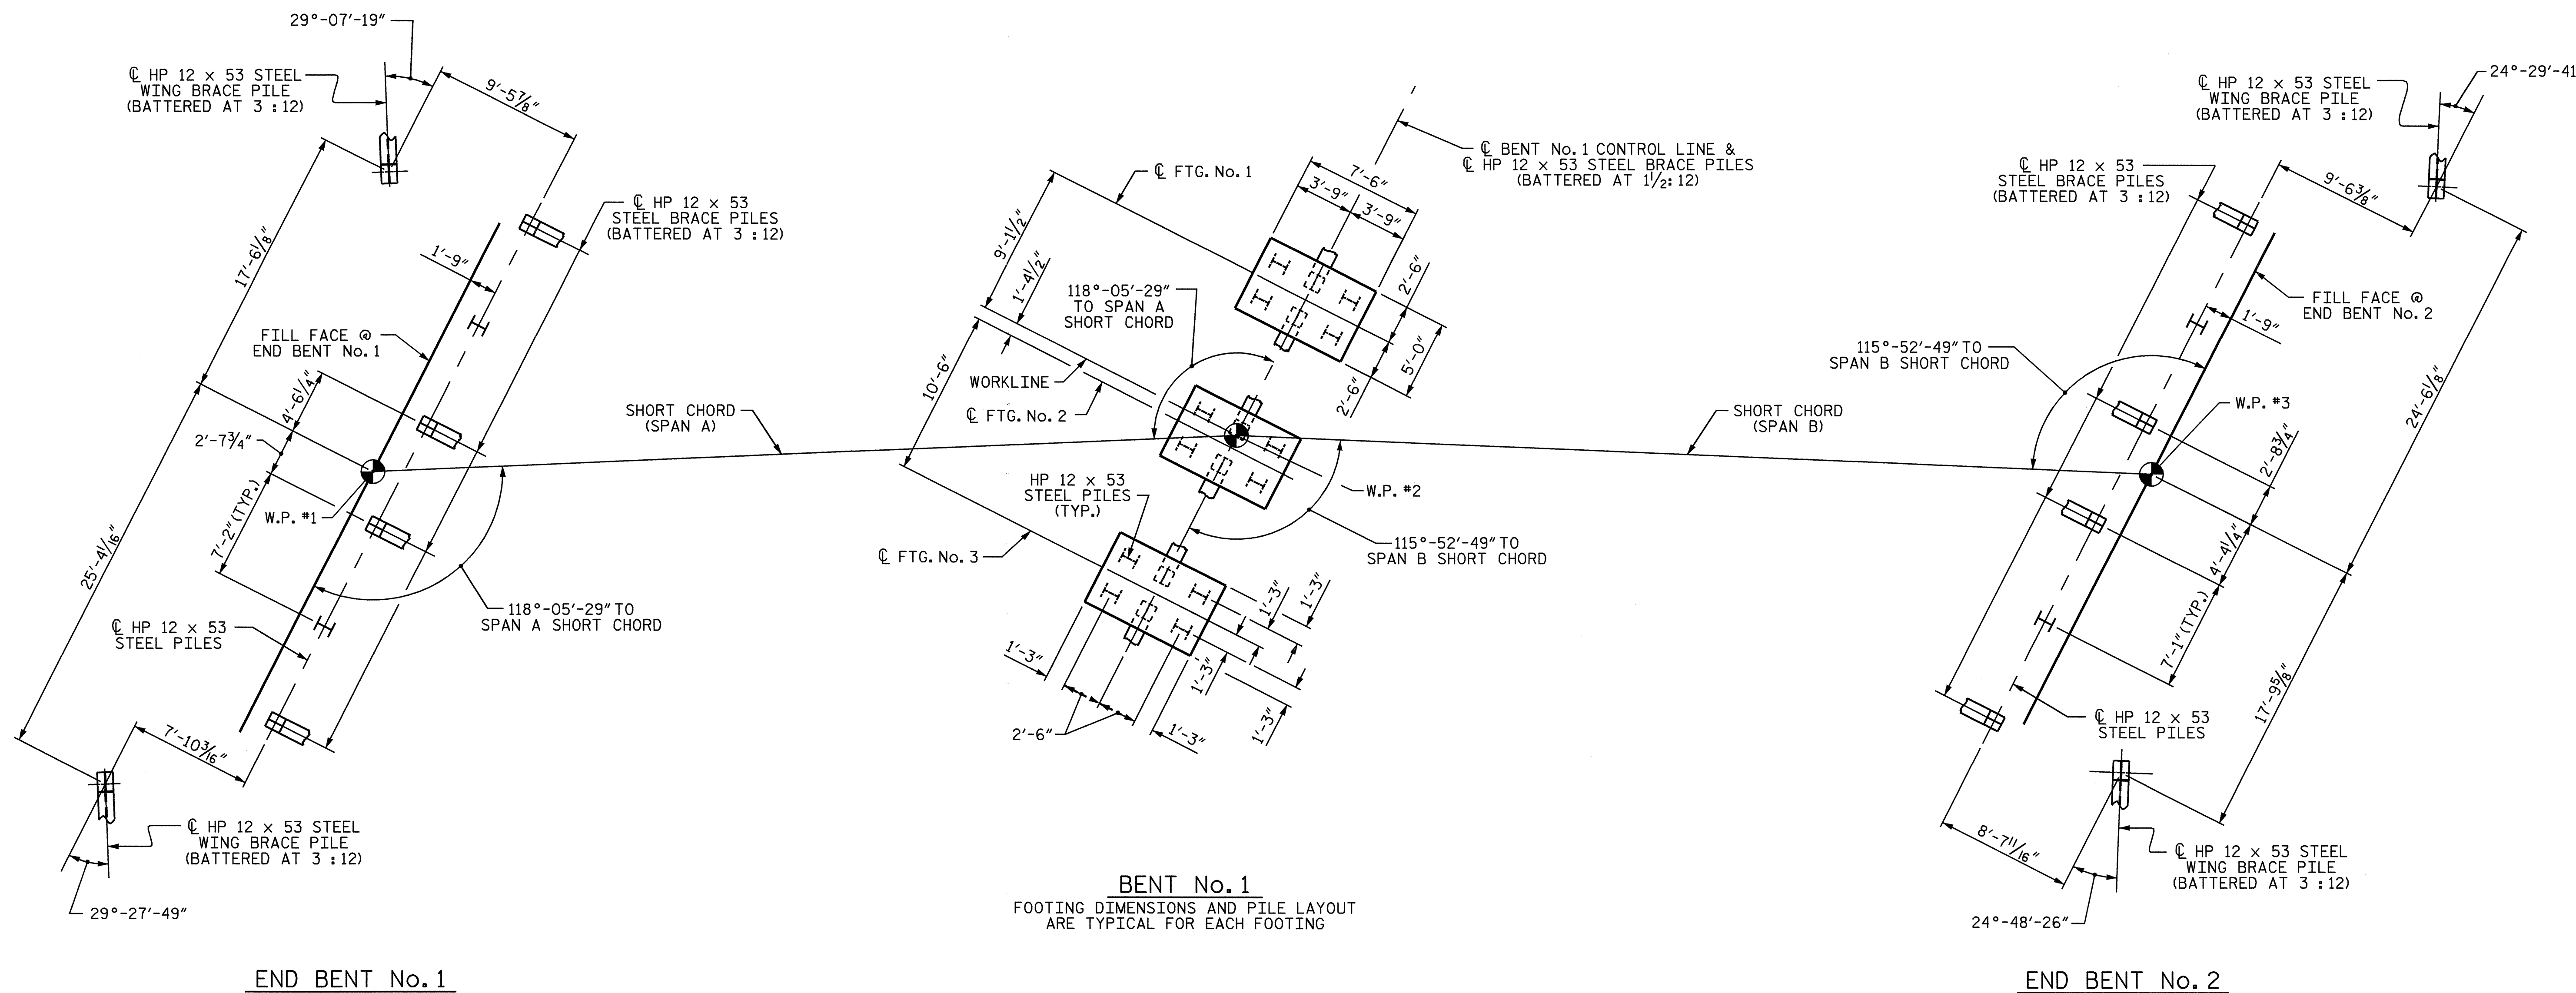 29°-07'-19"
℄ HP 12 x 53 STEEL
WING BRACE PILE
(BATTERED AT 3 : 12)
9'-5⅞"
℄ HP 12 x 53
STEEL BRACE PILES
(BATTERED AT 3 : 12)
17'-6⅛"
1'-9"
FILL FACE @
END BENT No. 1
4'-6¼"
2'-7¾"
7'-2" (TYP.)
W.P. #1
25'-4 1/16"
118°-05'-29" TO
SPAN A SHORT CHORD
℄ HP 12 x 53
STEEL PILES
7'-10 3/16"
℄ HP 12 x 53 STEEL
WING BRACE PILE
(BATTERED AT 3 : 12)
29°-27'-49"
END BENT No. 1
SHORT CHORD
(SPAN A)
℄ BENT No. 1 CONTROL LINE &
℄ HP 12 x 53 STEEL BRACE PILES
(BATTERED AT 1½: 12)
℄ FTG. No. 1
7'-6"
3'-9"
3'-9"
9'-1½"
1'-4½"
118°-05'-29"
TO SPAN A
SHORT CHORD
2'-6"
5'-0"
2'-6"
10'-6"
WORKLINE
℄ FTG. No. 2
HP 12 x 53
STEEL PILES
(TYP.)
W.P. #2
115°-52'-49" TO
SPAN B SHORT CHORD
℄ FTG. No. 3
1'-3"
1'-3"
1'-3"
1'-3"
1'-3"
2'-6"
1'-3"
BENT No. 1
FOOTING DIMENSIONS AND PILE LAYOUT
ARE TYPICAL FOR EACH FOOTING
SHORT CHORD
(SPAN B)
24°-29'-41
℄ HP 12 x 53 STEEL
WING BRACE PILE
(BATTERED AT 3 : 12)
℄ HP 12 x 53
STEEL BRACE PILES
(BATTERED AT 3 : 12)
9'-6⅜"
FILL FACE @
END BENT No. 2
1'-9"
115°-52'-49" TO
SPAN B SHORT CHORD
W.P. #3
24'-6⅛"
2'-8¾"
4'-4¼"
7'-1" (TYP.)
17'-9⅝"
℄ HP 12 x 53
STEEL PILES
8'-7 11/16"
℄ HP 12 x 53 STEEL
WING BRACE PILE
(BATTERED AT 3 : 12)
24°-48'-26"
END BENT No. 2